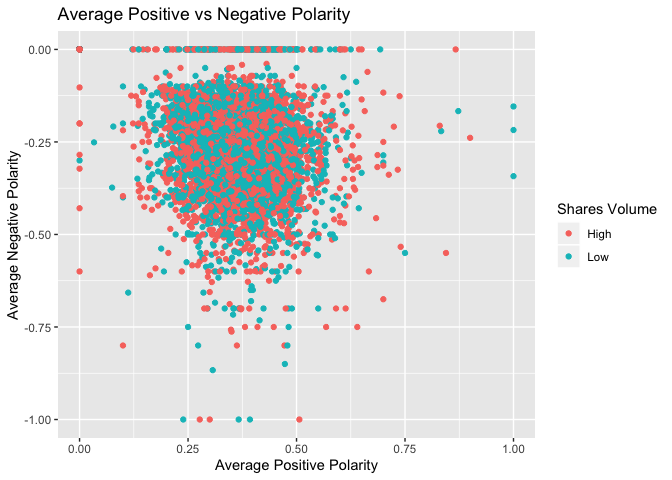 Average Positive vs Negative Polarity
0.00
-0.25
-0.50
-0.75
-1.00
Average Negative Polarity
0.00 0.25 0.50 0.75 1.00
Average Positive Polarity
Shares Volume
High
Low